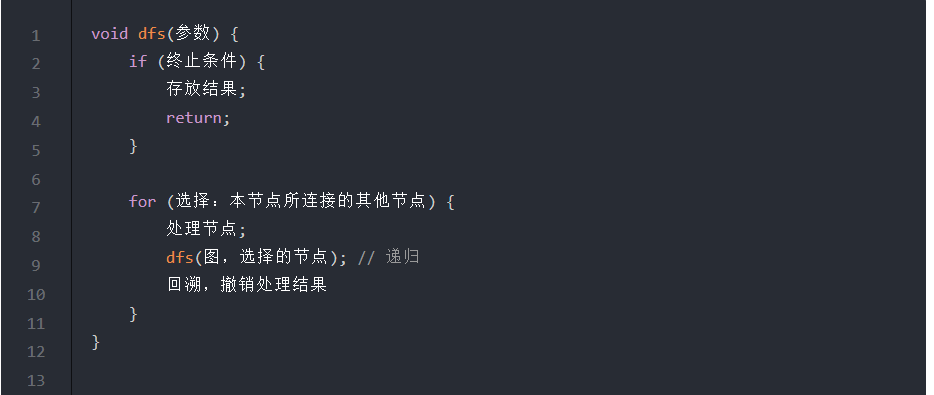 1 void dfs(参数) {
2 if (终止条件) {
3 存放结果;
4 return;
5 }
6
7 for (选择：本节点所连接的其他节点) {
8 处理节点;
9 dfs(图，选择的节点); // 递归
10 回溯，撤销处理结果
11 }
12 }
13